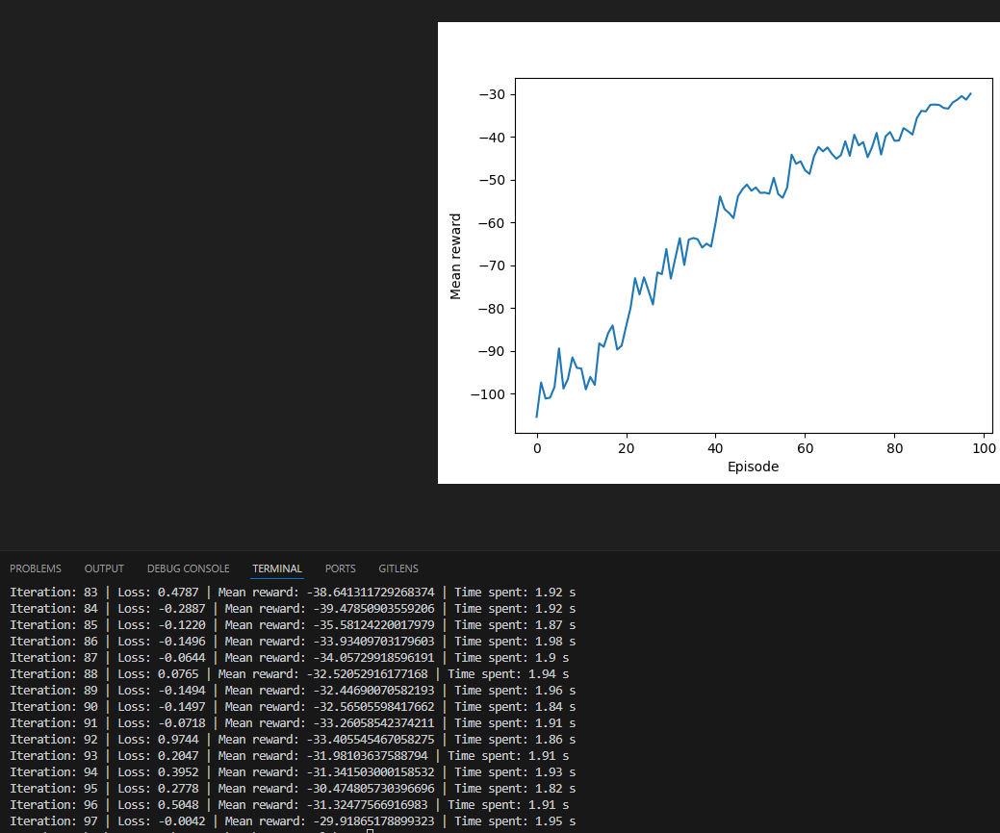 −30
−40
−50
−60
−70
−80
−90
−100
Mean reward
0 20 40 60 80 100
Episode
PROBLEMS OUTPUT DEBUG CONSOLE TERMINAL PORTS GITLENS
Iteration: 83 | Loss: 0.4787 | Mean reward: -38.641311729268374 | Time spent: 1.92 s
Iteration: 84 | Loss: -0.2887 | Mean reward: -39.47850903559206 | Time spent: 1.92 s
Iteration: 85 | Loss: -0.1220 | Mean reward: -35.58124220017979 | Time spent: 1.87 s
Iteration: 86 | Loss: -0.1496 | Mean reward: -33.93409703179603 | Time spent: 1.98 s
Iteration: 87 | Loss: -0.0644 | Mean reward: -34.05729918596191 | Time spent: 1.9 s
Iteration: 88 | Loss: 0.0765 | Mean reward: -32.52052916177168 | Time spent: 1.94 s
Iteration: 89 | Loss: -0.1494 | Mean reward: -32.44690070582193 | Time spent: 1.96 s
Iteration: 90 | Loss: -0.1497 | Mean reward: -32.56505598417662 | Time spent: 1.84 s
Iteration: 91 | Loss: -0.0718 | Mean reward: -33.26058542374211 | Time spent: 1.91 s
Iteration: 92 | Loss: 0.9744 | Mean reward: -33.405545467058275 | Time spent: 1.86 s
Iteration: 93 | Loss: 0.2047 | Mean reward: -31.98103637588794 | Time spent: 1.91 s
Iteration: 94 | Loss: 0.3952 | Mean reward: -31.341503000158532 | Time spent: 1.93 s
Iteration: 95 | Loss: 0.2778 | Mean reward: -30.474805730396696 | Time spent: 1.82 s
Iteration: 96 | Loss: 0.5048 | Mean reward: -31.32477566916983 | Time spent: 1.91 s
Iteration: 97 | Loss: -0.0042 | Mean reward: -29.91865178899323 | Time spent: 1.95 s